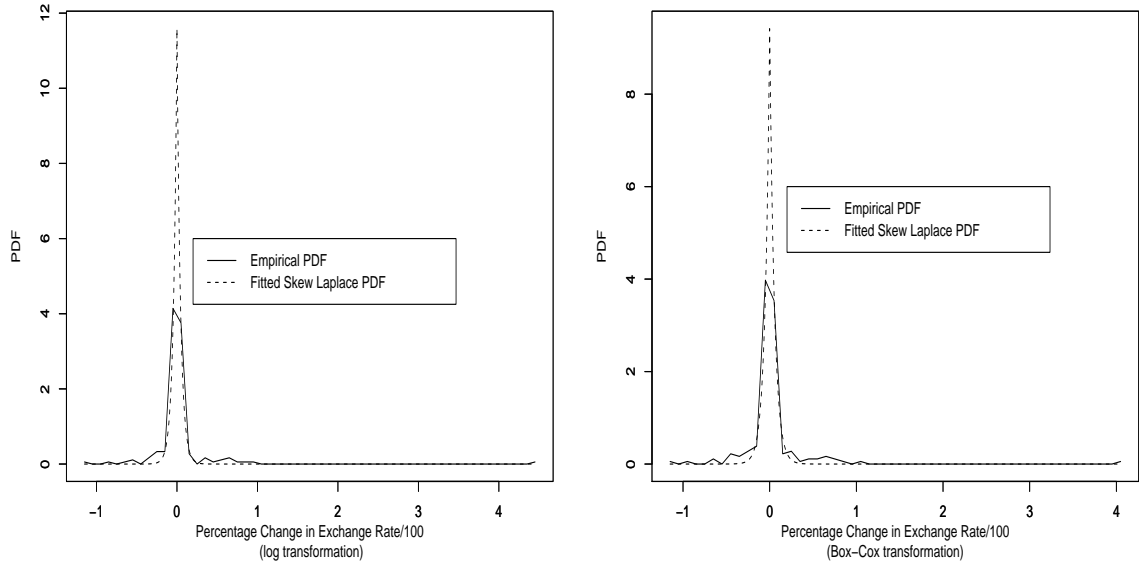 12
10
8
6
4
2
0
PDF
Empirical PDF
Fitted Skew Laplace PDF
−1 0 1 2 3 4
Percentage Change in Exchange Rate/100
(log transformation)
8
6
4
2
0
PDF
Empirical PDF
Fitted Skew Laplace PDF
−1 0 1 2 3 4
Percentage Change in Exchange Rate/100
(Box−Cox transformation)